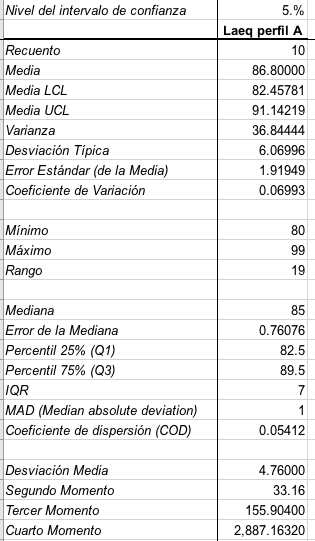 Nivel del intervalo de confianza 5.%
Laeq perfil A
Recuento 10
Media 86.80000
Media LCL 82.45781
Media UCL 91.14219
Varianza 36.84444
Desviación Típica 6.06996
Error Estándar (de la Media) 1.91949
Coeficiente de Variación 0.06993
Mínimo 80
Máximo 99
Rango 19
Mediana 85
Error de la Mediana 0.76076
Percentil 25% (Q1) 82.5
Percentil 75% (Q3) 89.5
IQR 7
MAD (Median absolute deviation) 1
Coeficiente de dispersión (COD) 0.05412
Desviación Media 4.76000
Segundo Momento 33.16
Tercer Momento 155.90400
Cuarto Momento 2,887.16320